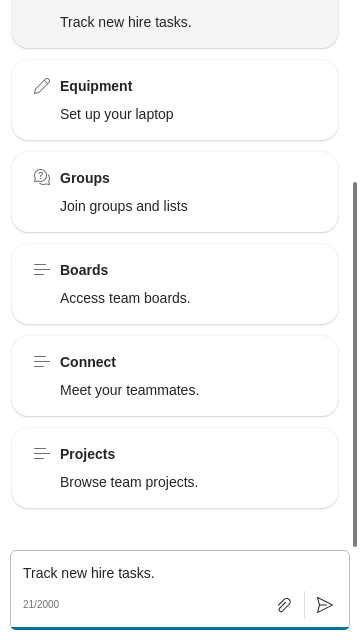 Track new hire tasks.
Equipment
Set up your laptop
Groups
Join groups and lists
Boards
Access team boards.
Connect
Meet your teammates.
Projects
Browse team projects.
Track new hire tasks.
21/2000